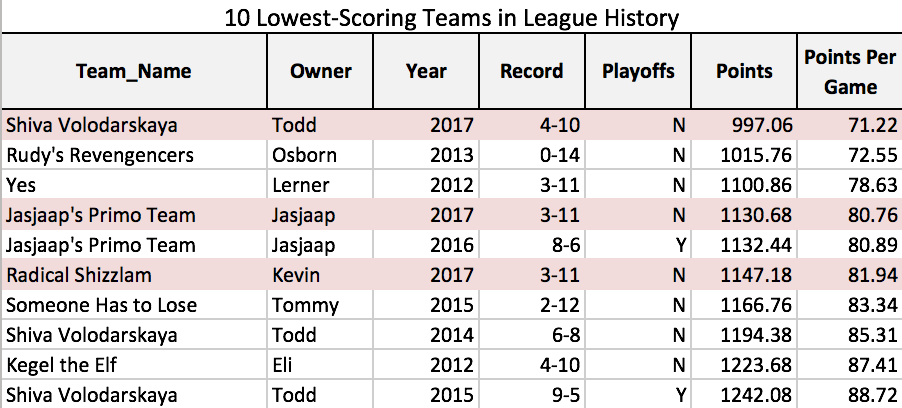 10 Lowest-Scoring Teams in League History
Team_Name Owner Year Record Playoffs Points Points Per Game
Shiva Volodarskaya Todd 2017 4-10 N 997.06 71.22
Rudy's Revengencers Osborn 2013 0-14 N 1015.76 72.55
Yes Lerner 2012 3-11 N 1100.86 78.63
Jasjaap's Primo Team Jasjaap 2017 3-11 N 1130.68 80.76
Jasjaap's Primo Team Jasjaap 2016 8-6 Y 1132.44 80.89
Radical Shizzlam Kevin 2017 3-11 N 1147.18 81.94
Someone Has to Lose Tommy 2015 2-12 N 1166.76 83.34
Shiva Volodarskaya Todd 2014 6-8 N 1194.38 85.31
Kegel the Elf Eli 2012 4-10 N 1223.68 87.41
Shiva Volodarskaya Todd 2015 9-5 Y 1242.08 88.72